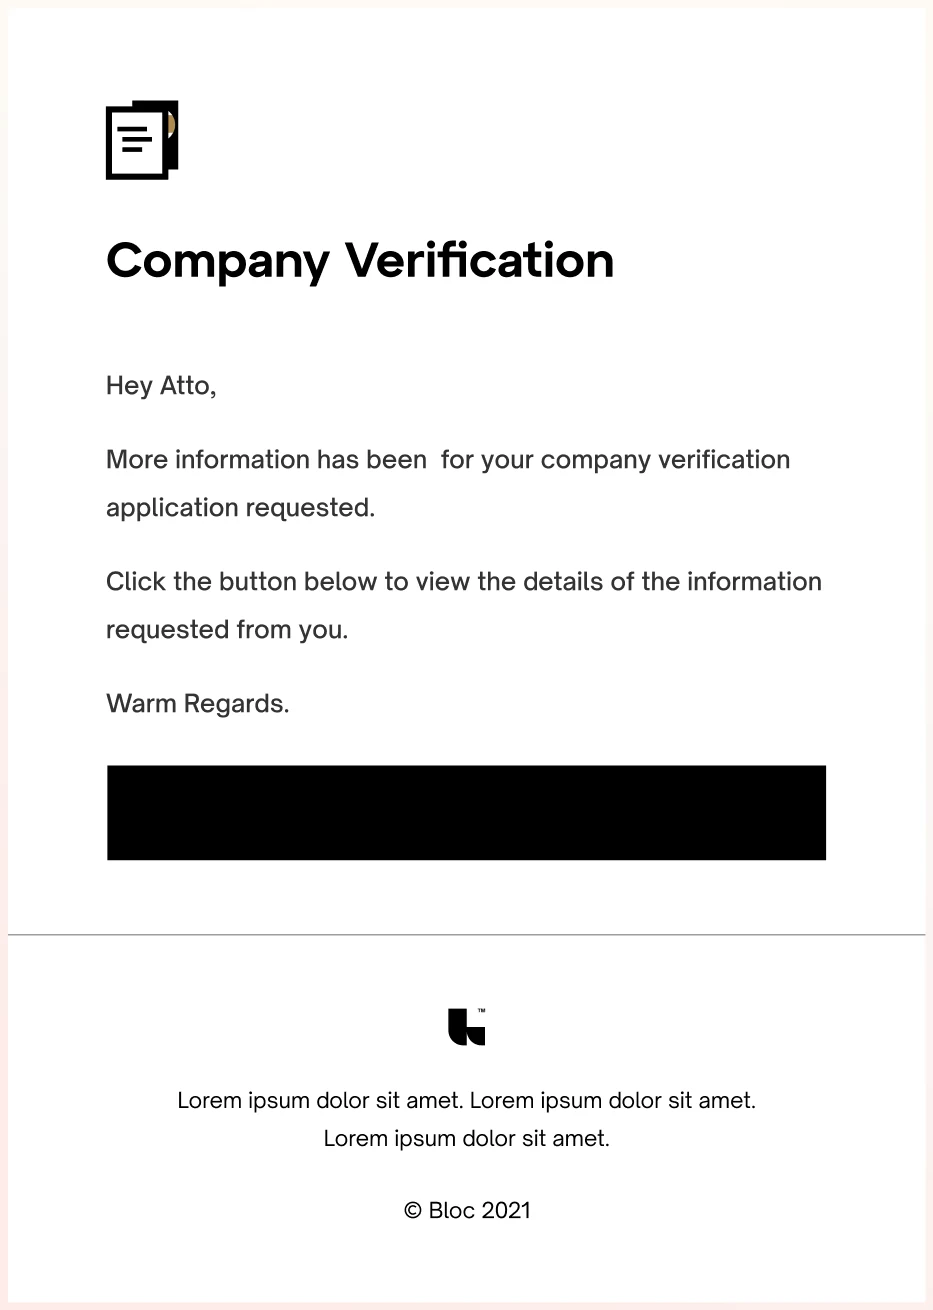 Company Verification
Hey Atto,
More information has been  for your company verification
application requested.
Click the button below to view the details of the information
requested from you.
Warm Regards.
™
Lorem ipsum dolor sit amet. Lorem ipsum dolor sit amet.
Lorem ipsum dolor sit amet.
© Bloc 2021